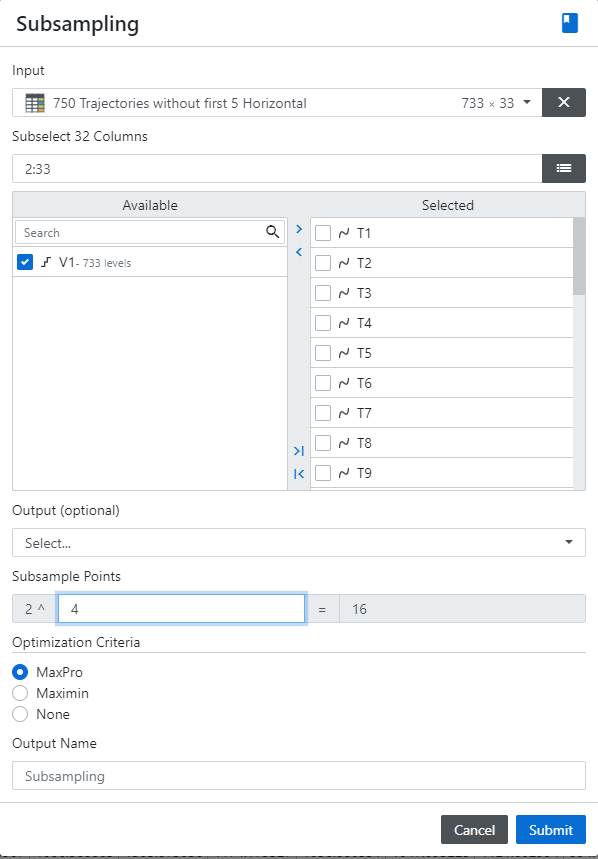 Subsampling
Input
750 Trajectories without first 5 Horizontal 733 × 33
Subselect 32 Columns
2:33
Available Selected
Search
V1 - 733 levels
T1
T2
T3
T4
T5
T6
T7
T8
T9
Output (optional)
Select...
Subsample Points
2 ^ 4 = 16
Optimization Criteria
MaxPro
Maximin
None
Output Name
Subsampling
Cancel Submit